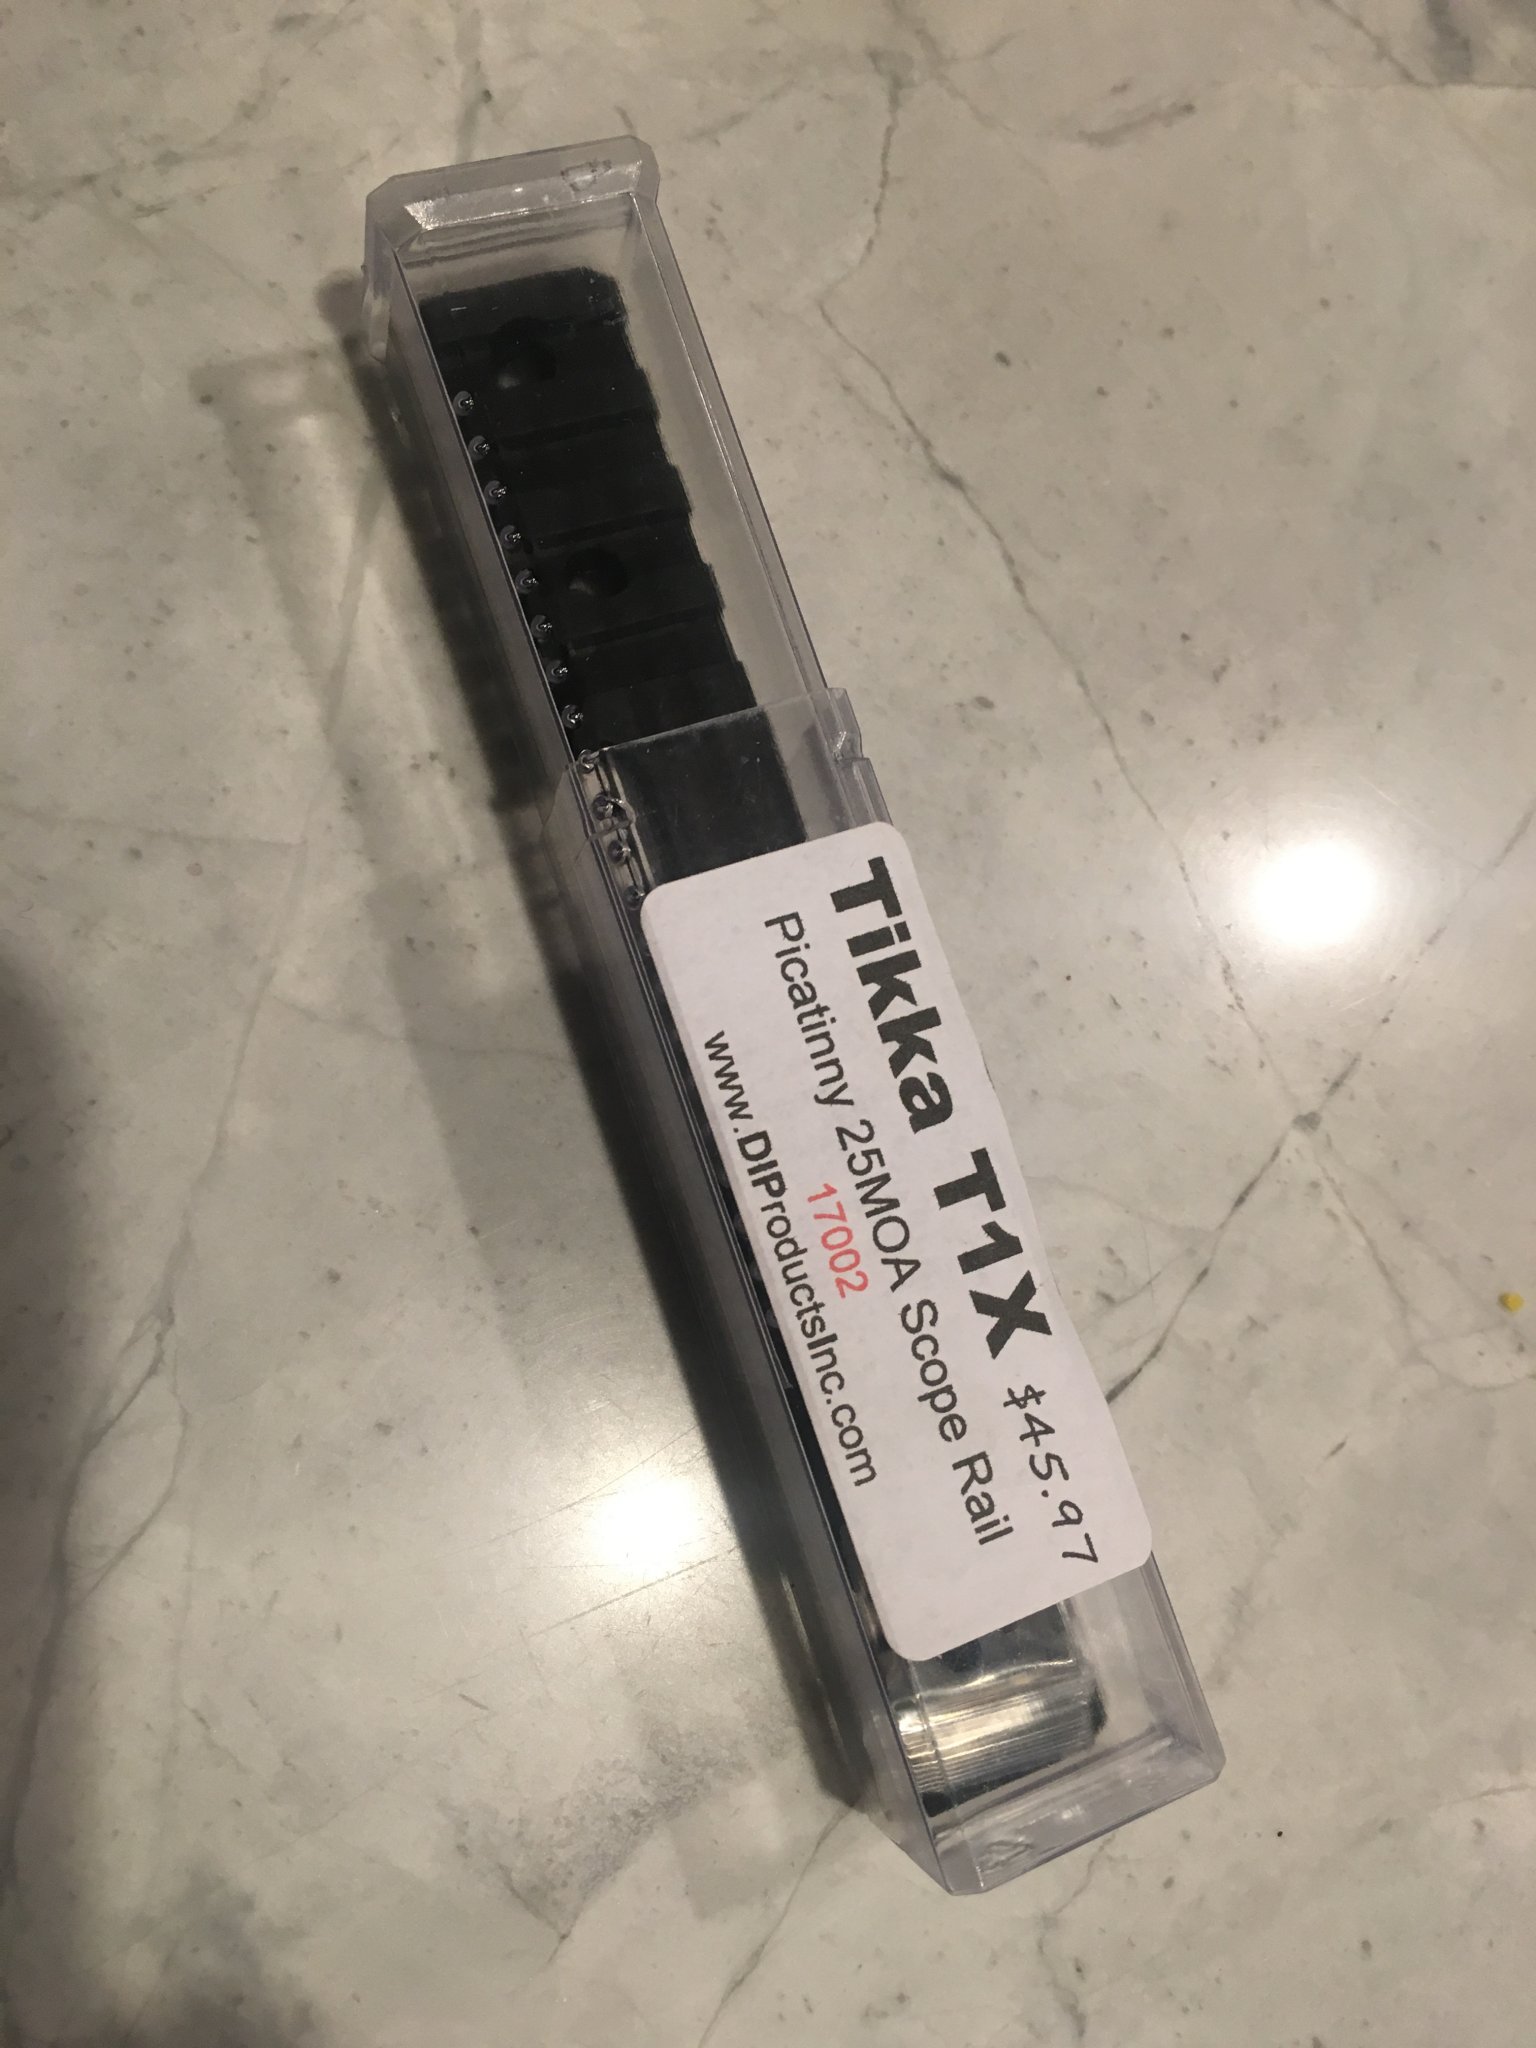 Tikka T1X $45.97
Picatinny 25MOA Scope Rail
17002
www.DIProductsInc.com